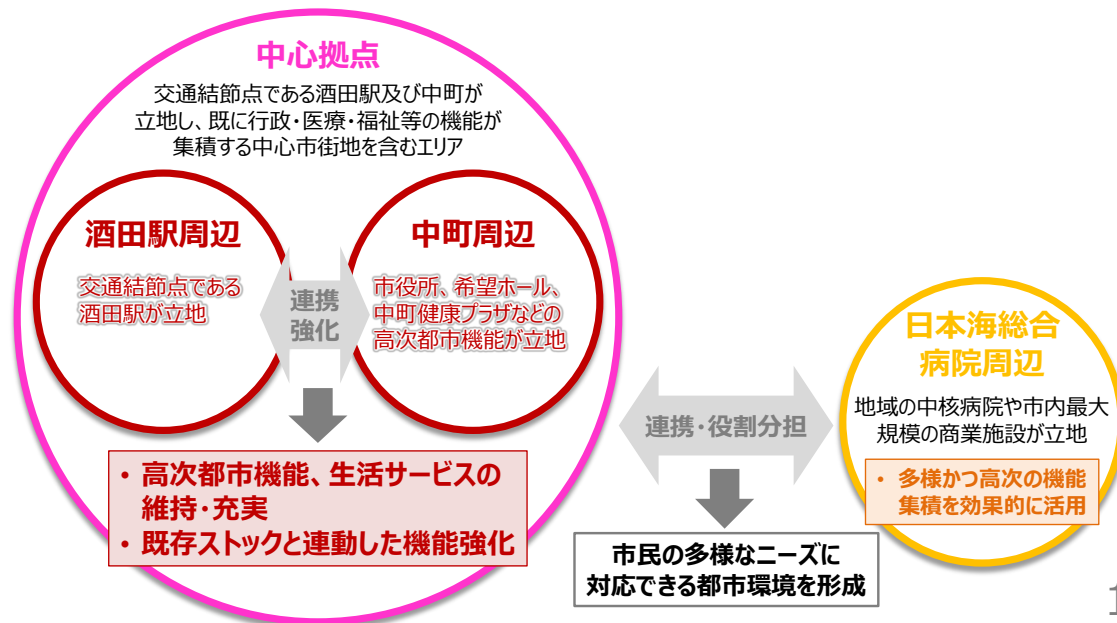 中心拠点
交通結節点である酒田駅及び中町が
立地し、既に行政・医療・福祉等の機能が
集積する中心市街地を含むエリア
酒田駅周辺
交通結節点である
酒田駅が立地
連携
強化
中町周辺
市役所、希望ホール、
中町健康プラザなどの
高次都市機能が立地
• 高次都市機能、生活サービスの
維持・充実
• 既存ストックと連動した機能強化
連携・役割分担
市民の多様なニーズに
対応できる都市環境を形成
日本海総合
病院周辺
地域の中核病院や市内最大
規模の商業施設が立地
• 多様かつ高次の機能
集積を効果的に活用